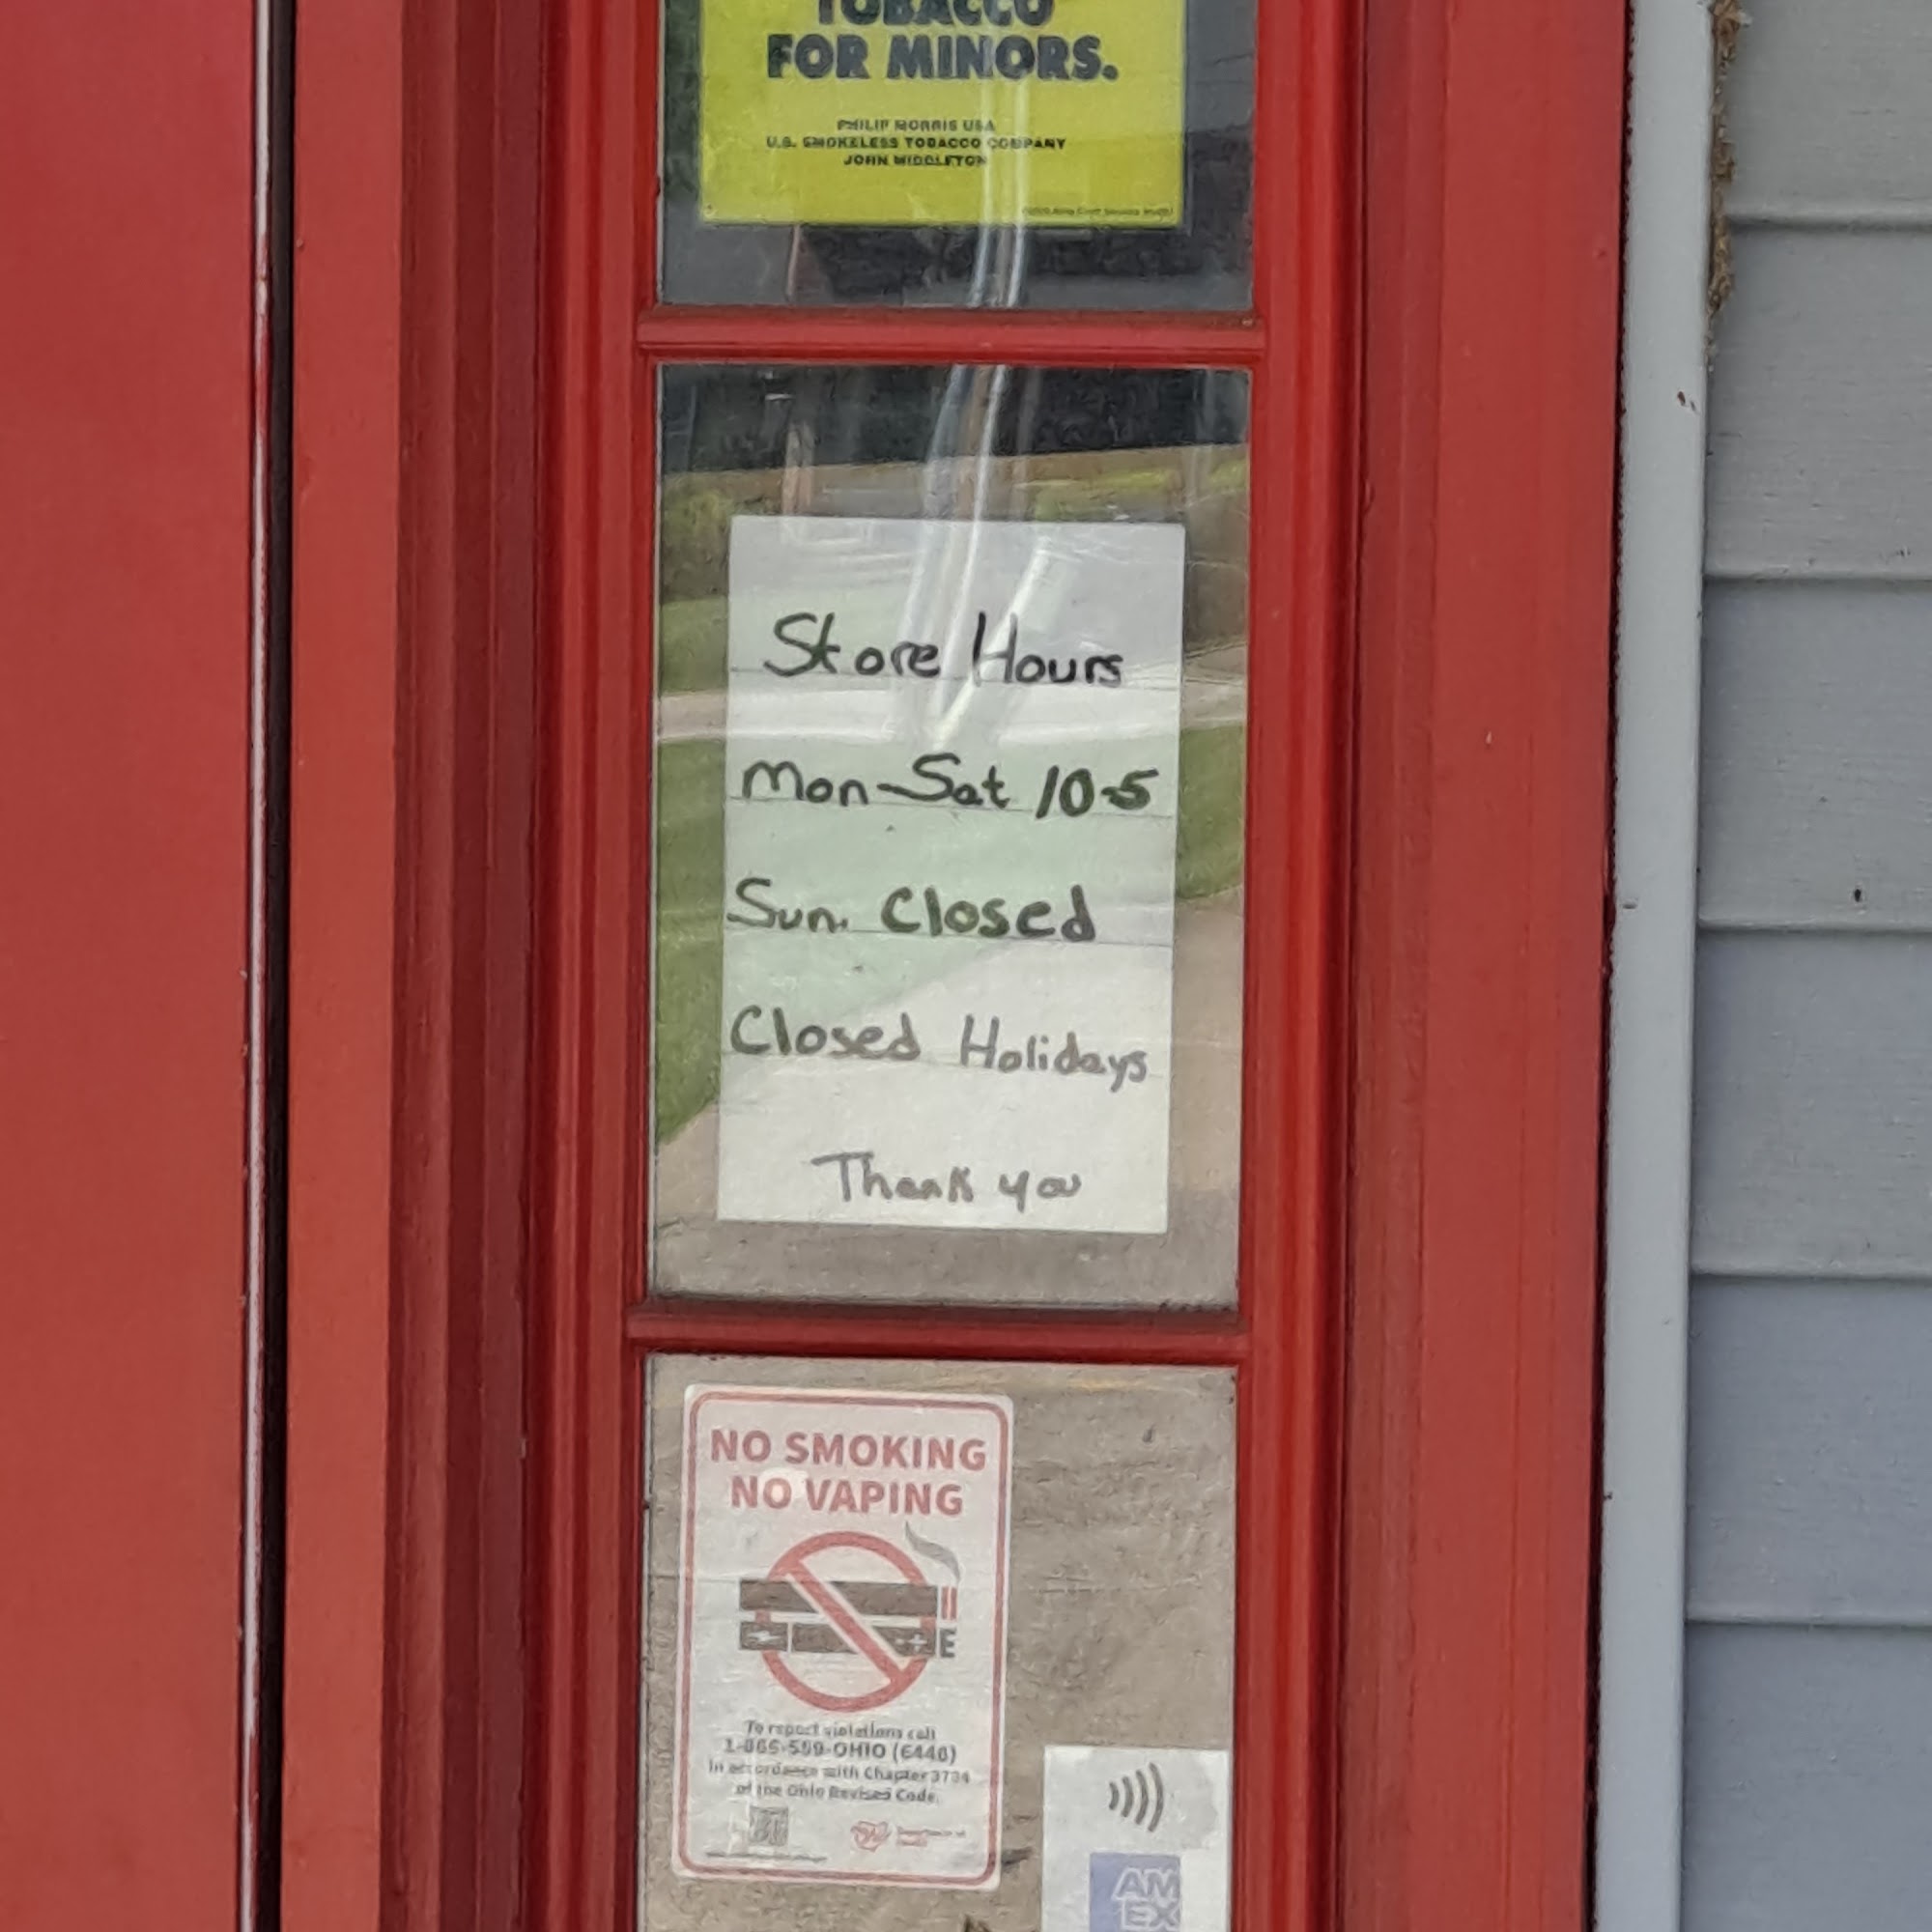 TOBACCO
FOR MINORS.
PHILIP MORRIS USA
U.S. SMOKELESS TOBACCO COMPANY
JOHN MIDDLETON
Store Hours
Mon-Sat 10-5
Sun. Closed
Closed Holidays
Thank you
NO SMOKING
NO VAPING
E
To report violations call
1-866-559-OHIO (6446)
In accordance with Chapter 3794
of the Ohio Revised Code.
AM
EX